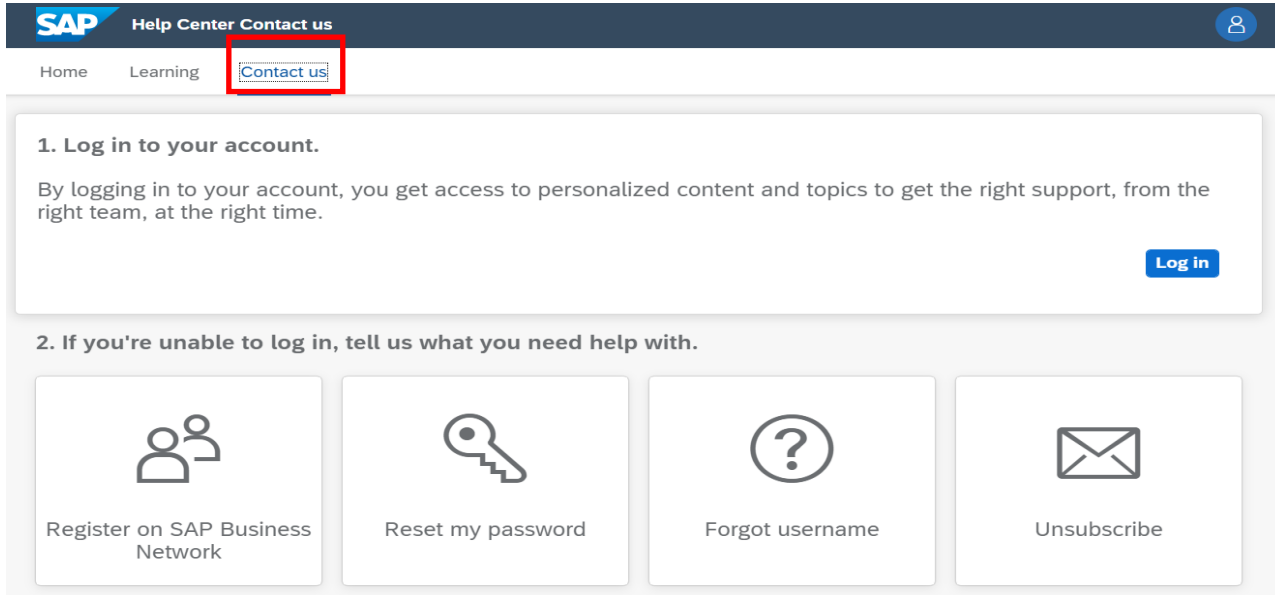 SAP Help Center Contact us
Home Learning Contact us
1. Log in to your account.
By logging in to your account, you get access to personalized content and topics to get the right support, from the
right team, at the right time.
Log in
2. If you're unable to log in, tell us what you need help with.
Register on SAP Business
Network
Reset my password
Forgot username
Unsubscribe